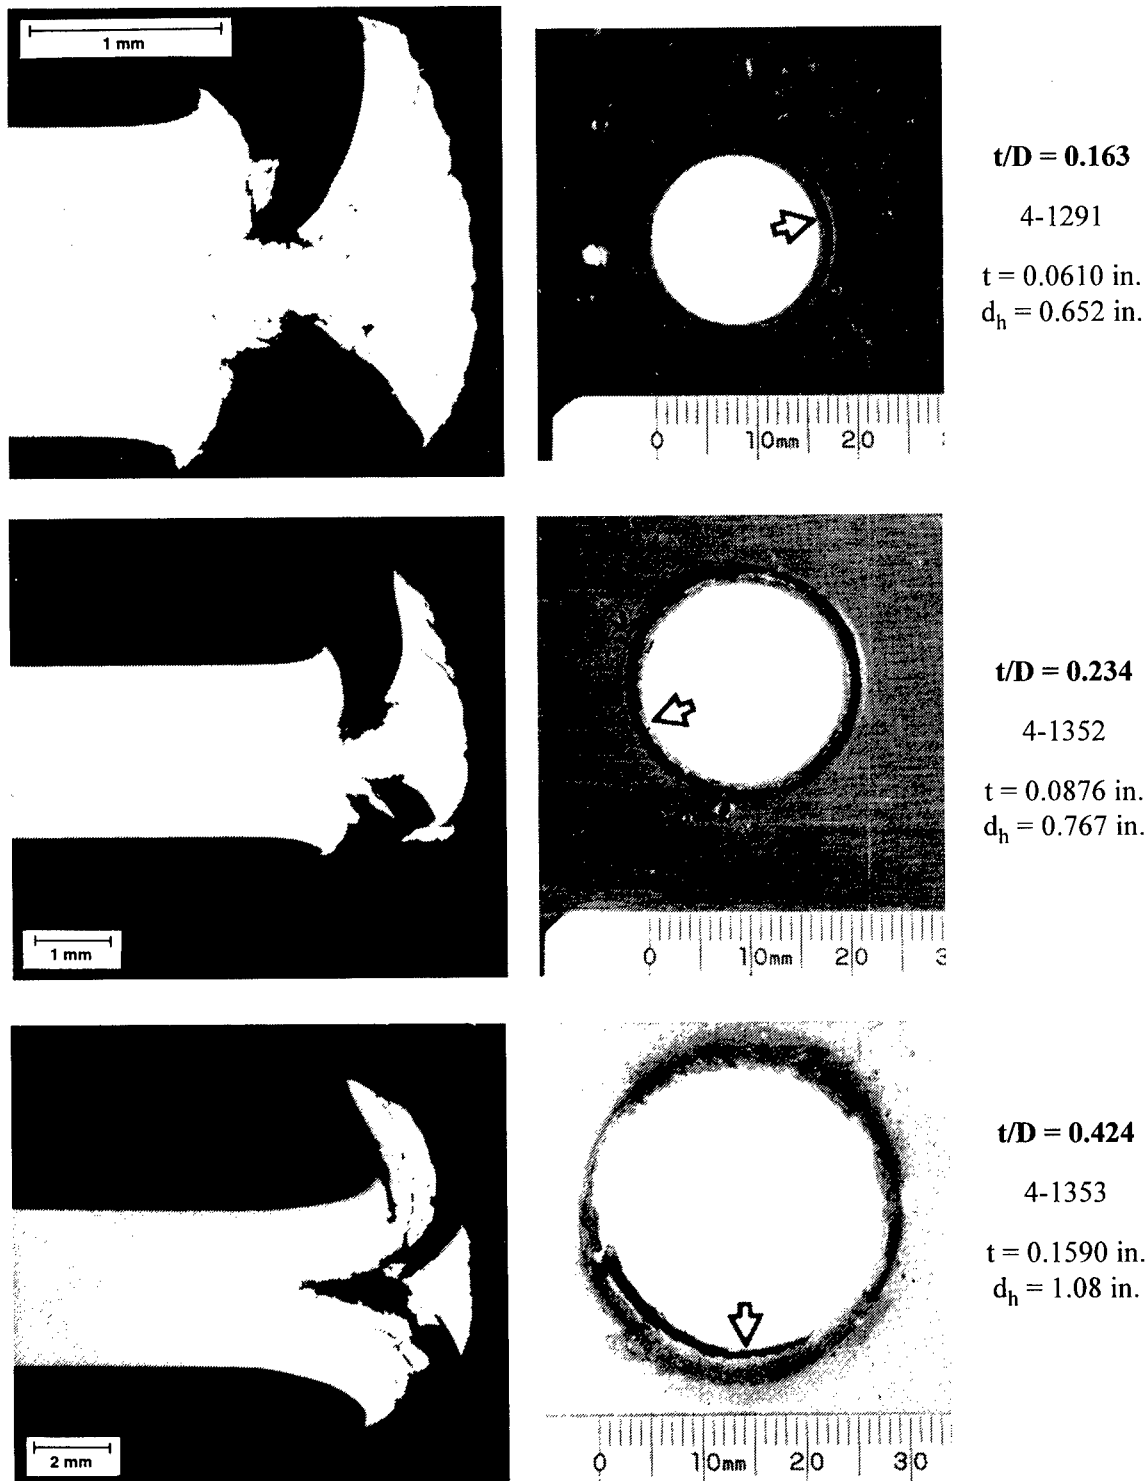 1 mm
t/D = 0.163
4-1291
t = 0.0610 in.
d_h = 0.652 in.
0 10mm 20
t/D = 0.234
4-1352
t = 0.0876 in.
d_h = 0.767 in.
1 mm
0 10mm 20
t/D = 0.424
4-1353
t = 0.1590 in.
d_h = 1.08 in.
2 mm
0 10mm 20 30